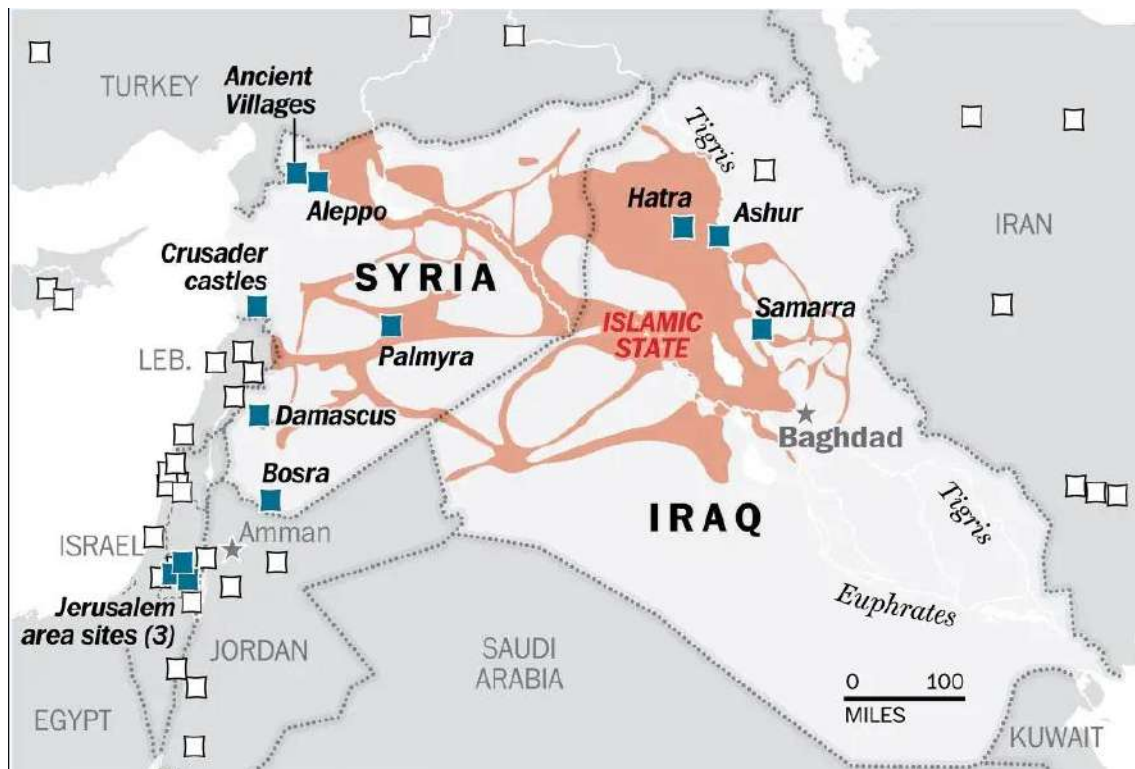 TURKEY
Ancient
Villages
Tigris
Aleppo
Hatra
Ashur
IRAN
Crusader
castles
SYRIA
ISLAMIC
STATE
Samarra
Palmyra
LEB.
Damascus
Baghdad
Bosra
IRAQ
Tigris
ISRAEL
Amman
Euphrates
Jerusalem
area sites (3)
JORDAN
SAUDI
ARABIA
0 100
MILES
EGYPT
KUWAIT